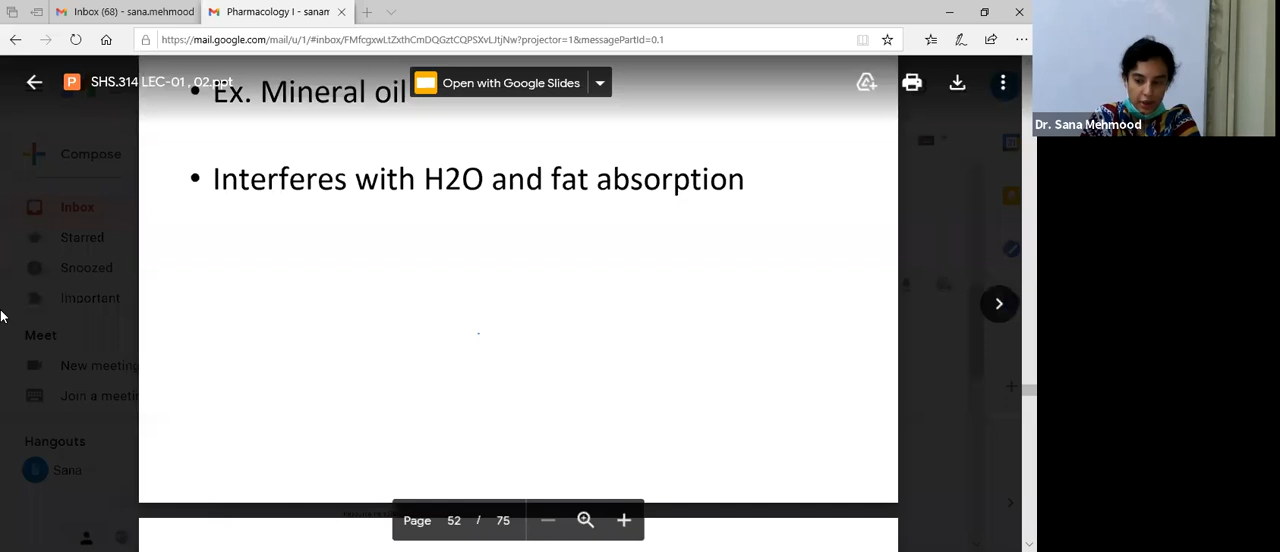 Inbox (68) - sana.mehmood
Pharmacology I - sanam
https://mail.google.com/mail/u/1/#inbox/FMfcgxwLtZxthCmDQGztCQPSXvLJtjNw?projector=1&messagePartId=0.1
P
SHS.314 LEC-01 , 02.ppt
Open with Google Slides
• Ex. Mineral oil
• Interferes with H2O and fat absorption
Compose
Inbox
Starred
Snoozed
Important
Meet
New meeting
Join a meetin
Hangouts
Sana
Page 52 / 75
Dr. Sana Mehmood